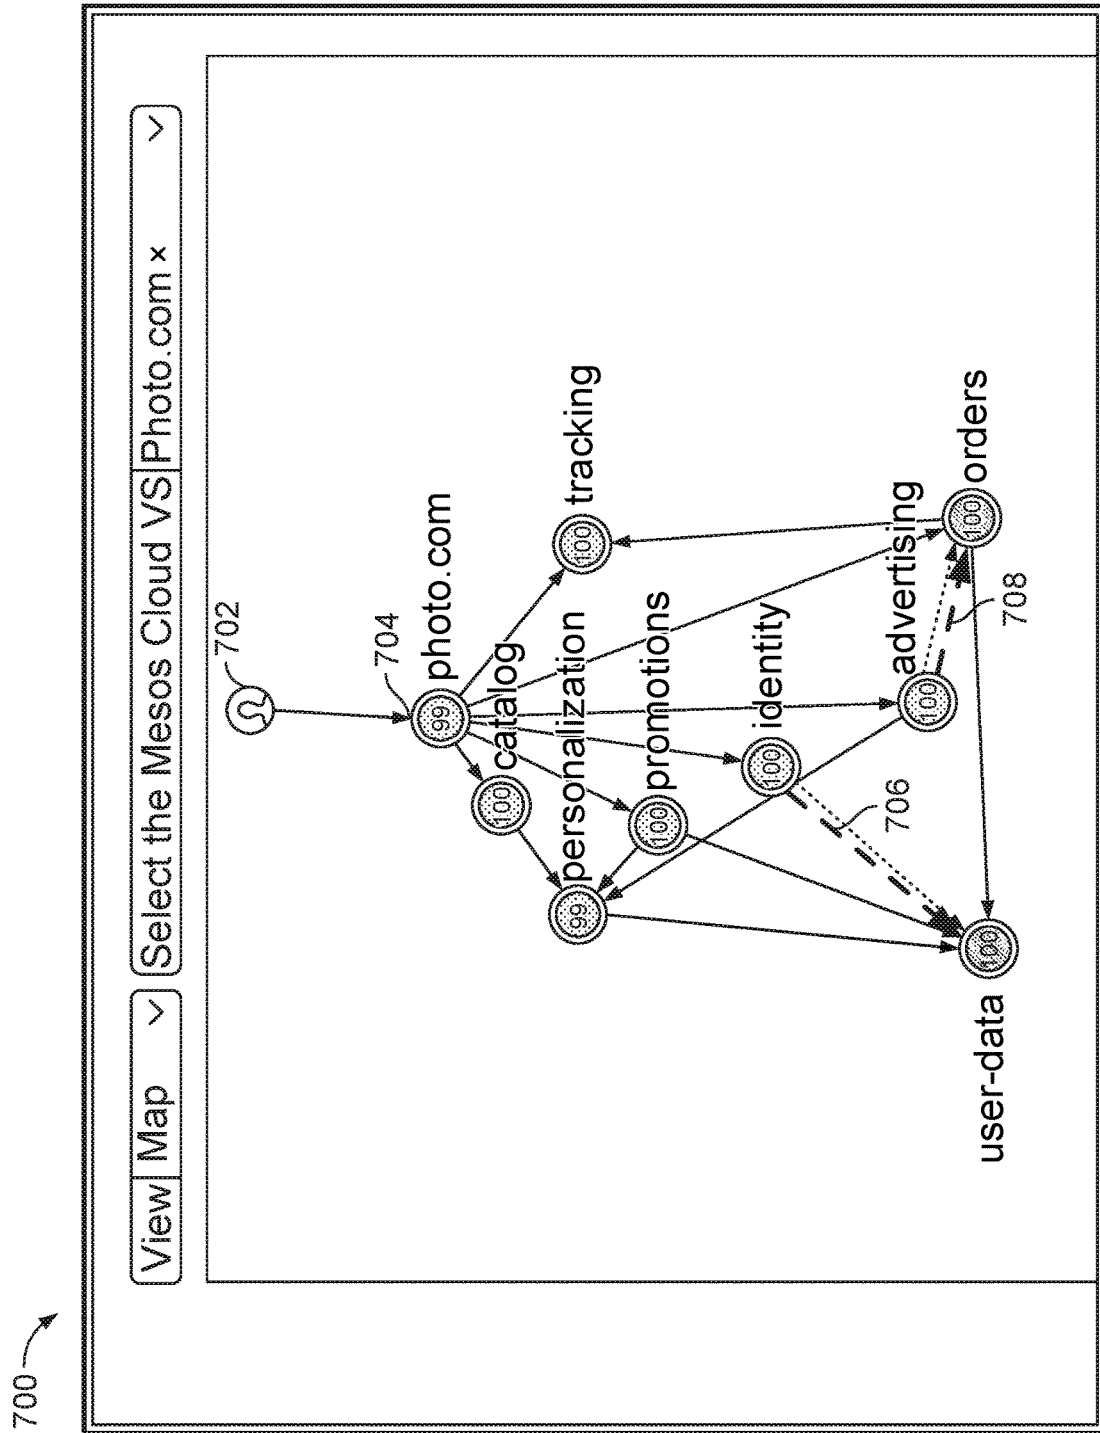 700
View Map
Select the Mesos Cloud VS Photo.com ×
702
704
99 photo.com
100 catalog
100 tracking
99 personalization
100 promotions
100 identity
706
100 advertising
708
100 orders
100
user-data